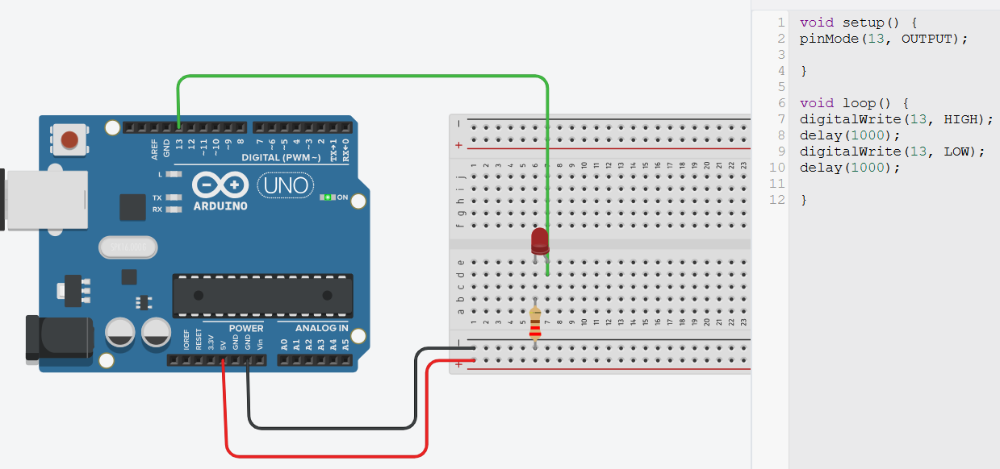 AREF
GND
13
12
~11
~10
~9
8
7
~6
~5
4
~3
2
TX→1
RX←0
DIGITAL (PWM~)
L
TX
RX
UNO
ON
ARDUINO
POWER
ANALOG IN
IOREF
RESET
3.3V
5V
GND
GND
Vin
A0
A1
A2
A3
A4
A5
1 2 3 4 5 6 7 8 9 10 11 12 13 14 15 16 17 18 19 20 21 22 23
j
i
h
g
f
e
d
c
b
a
1 2 3 4 5 6 7 8 9 10 11 12 13 14 15 16 17 18 19 20 21 22 23
1 void setup() {
2 pinMode(13, OUTPUT);
3
4 }
5
6 void loop() {
7 digitalWrite(13, HIGH);
8 delay(1000);
9 digitalWrite(13, LOW);
10 delay(1000);
11
12 }